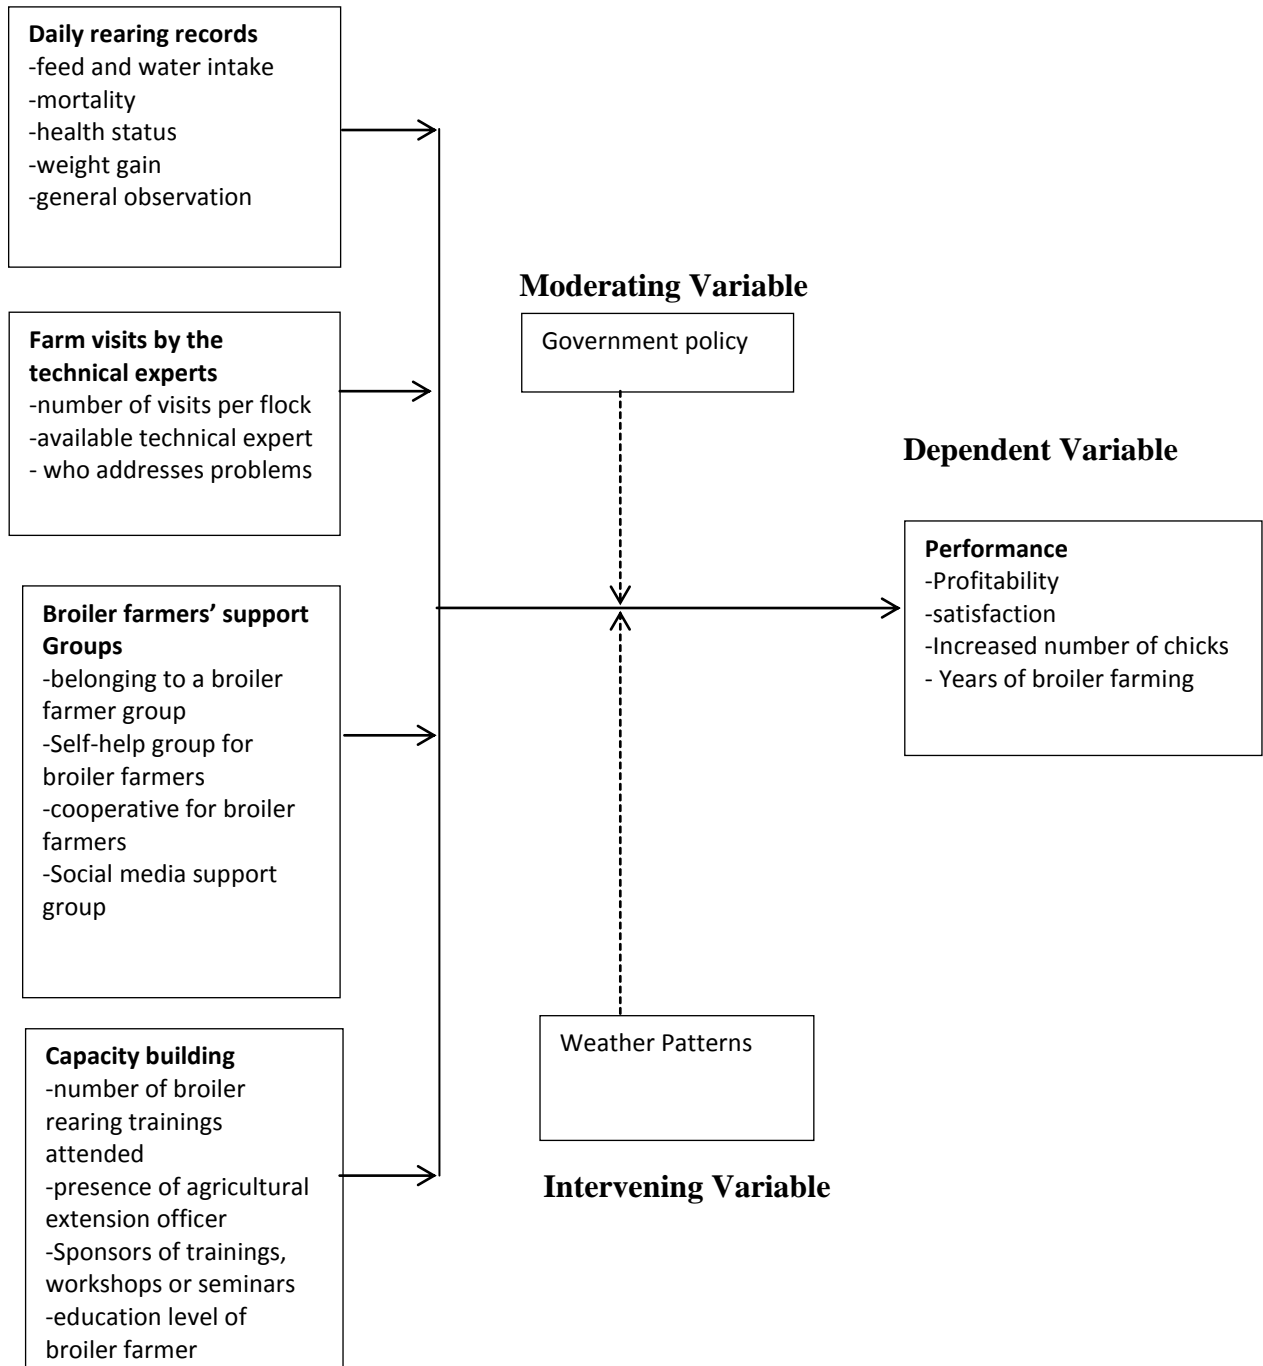 Daily rearing records
-feed and water intake
-mortality
-health status
-weight gain
-general observation
Farm visits by the
technical experts
-number of visits per flock
-available technical expert
- who addresses problems
Broiler farmers’ support
Groups
-belonging to a broiler
farmer group
-Self-help group for
broiler farmers
-cooperative for broiler
farmers
-Social media support
group
Capacity building
-number of broiler
rearing trainings
attended
-presence of agricultural
extension officer
-Sponsors of trainings,
workshops or seminars
-education level of
broiler farmer
Moderating Variable
Government policy
Weather Patterns
Intervening Variable
Dependent Variable
Performance
-Profitability
-satisfaction
-Increased number of chicks
- Years of broiler farming